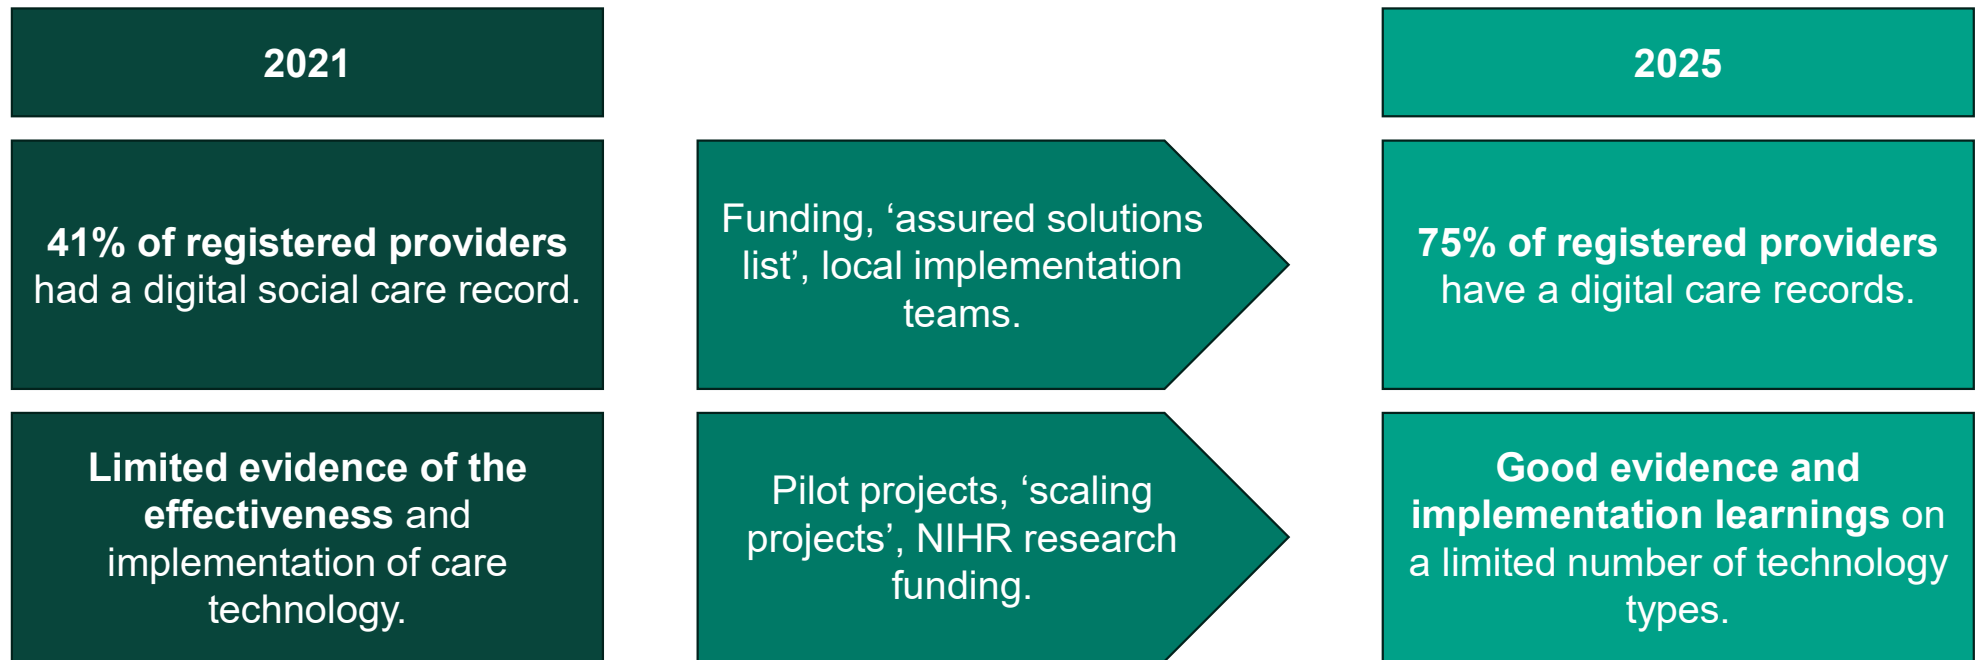 2021
2025
41% of registered providers
had a digital social care record.
Funding, ‘assured solutions
list’, local implementation
teams.
75% of registered providers
have a digital care records.
Limited evidence of the
effectiveness and
implementation of care
technology.
Pilot projects, ‘scaling
projects’, NIHR research
funding.
Good evidence and
implementation learnings on
a limited number of technology
types.